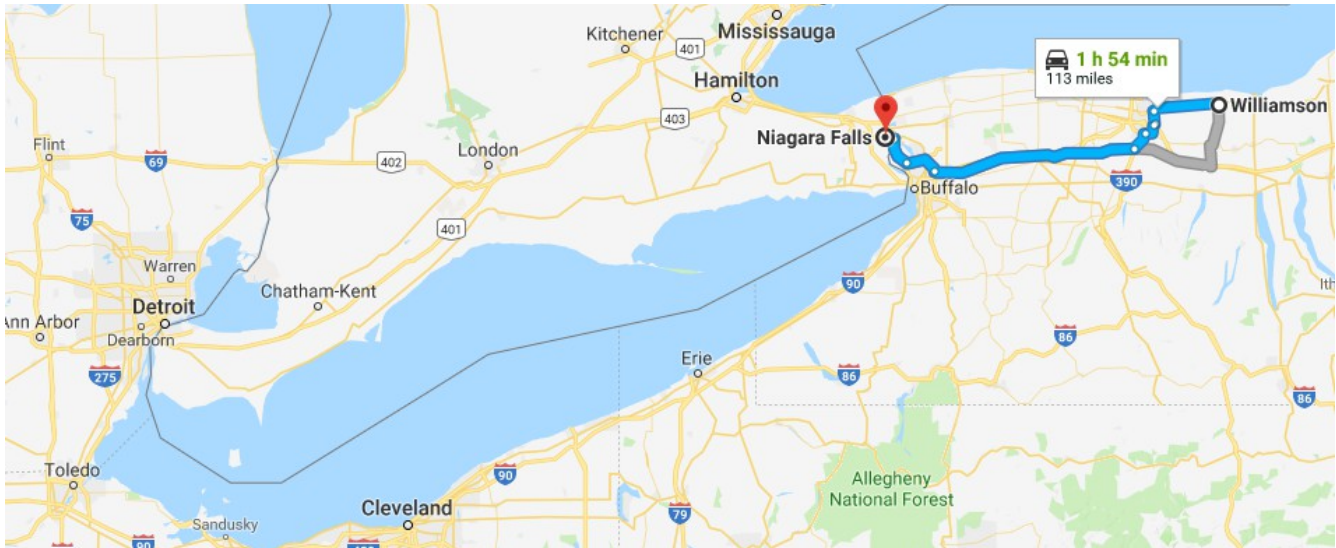 Mississauga
Kitchener
401
Hamilton
1 h 54 min
113 miles
Williamson
403
Niagara Falls
Flint
69
402
London
390
Buffalo
75
401
Warren
90
Chatham-Kent
Ith
Detroit
Ann Arbor
Dearborn
86
Erie
275
86
86
Toledo
90
Allegheny
National Forest
Cleveland
79
Sandusky
90